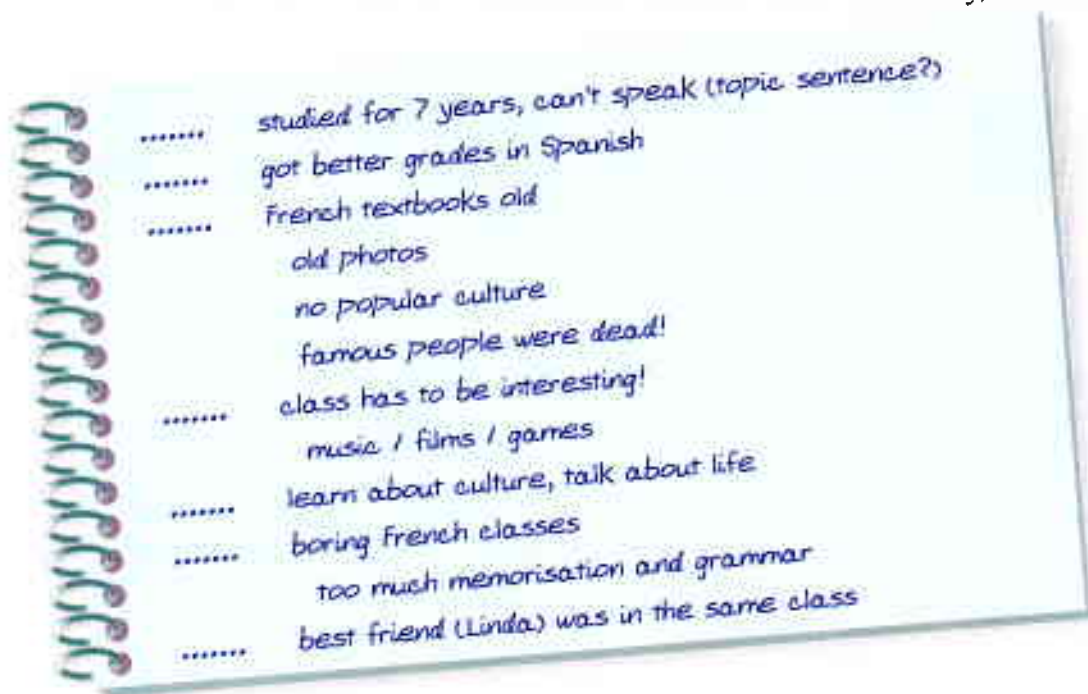 ....... studied for 7 years, can't speak (topic sentence?)
....... got better grades in Spanish
....... French textbooks old
old photos
no popular culture
famous people were dead!
....... class has to be interesting!
music / films / games
....... learn about culture, talk about life
....... boring French classes
too much memorisation and grammar
....... best friend (Linda) was in the same class